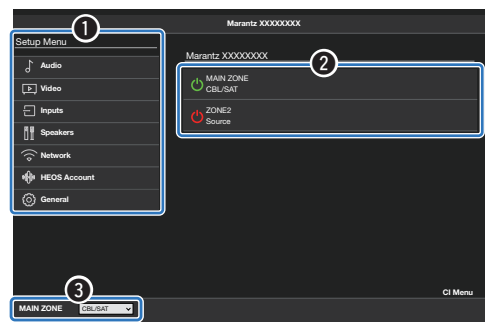 Marantz XXXXXXXX
1
Setup Menu
Audio
Video
Inputs
Speakers
Network
HEOS Account
General
Marantz XXXXXXXX
2
MAIN ZONE
CBL/SAT
ZONE2
Source
CI Menu
3
MAIN ZONE CBL/SAT